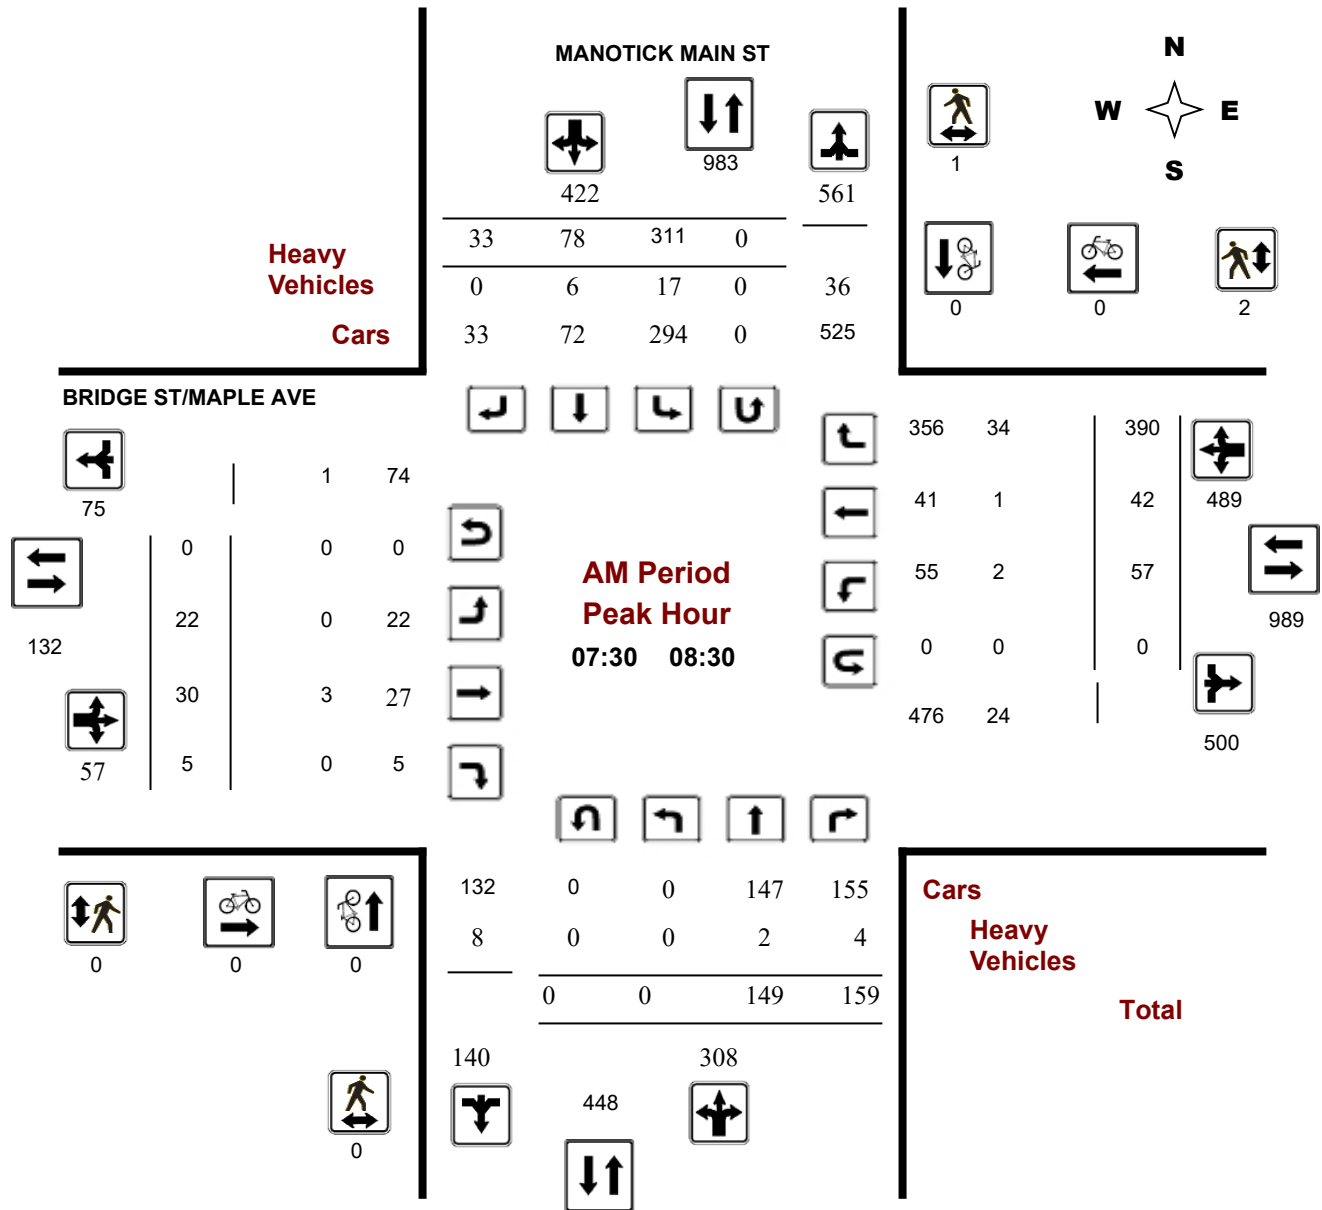 MANOTICK MAIN ST
N
W E
S
983
422
561
1
33 78 311 0
Heavy
Vehicles
0 6 17 0 36
0 0 2
Cars
33 72 294 0 525
BRIDGE ST/MAPLE AVE
356 34 390
1 74
75
41 1 42 489
0 0 0
AM Period
55 2 57
Peak Hour
22 0 22
989
132
07:30 08:30
0 0 0
30 3 27
476 24
500
57 5 0 5
132 0 0 147 155
Cars
8 0 0 2 4
Heavy
Vehicles
0 0 0
0 0 149 159
Total
140 308
448
0